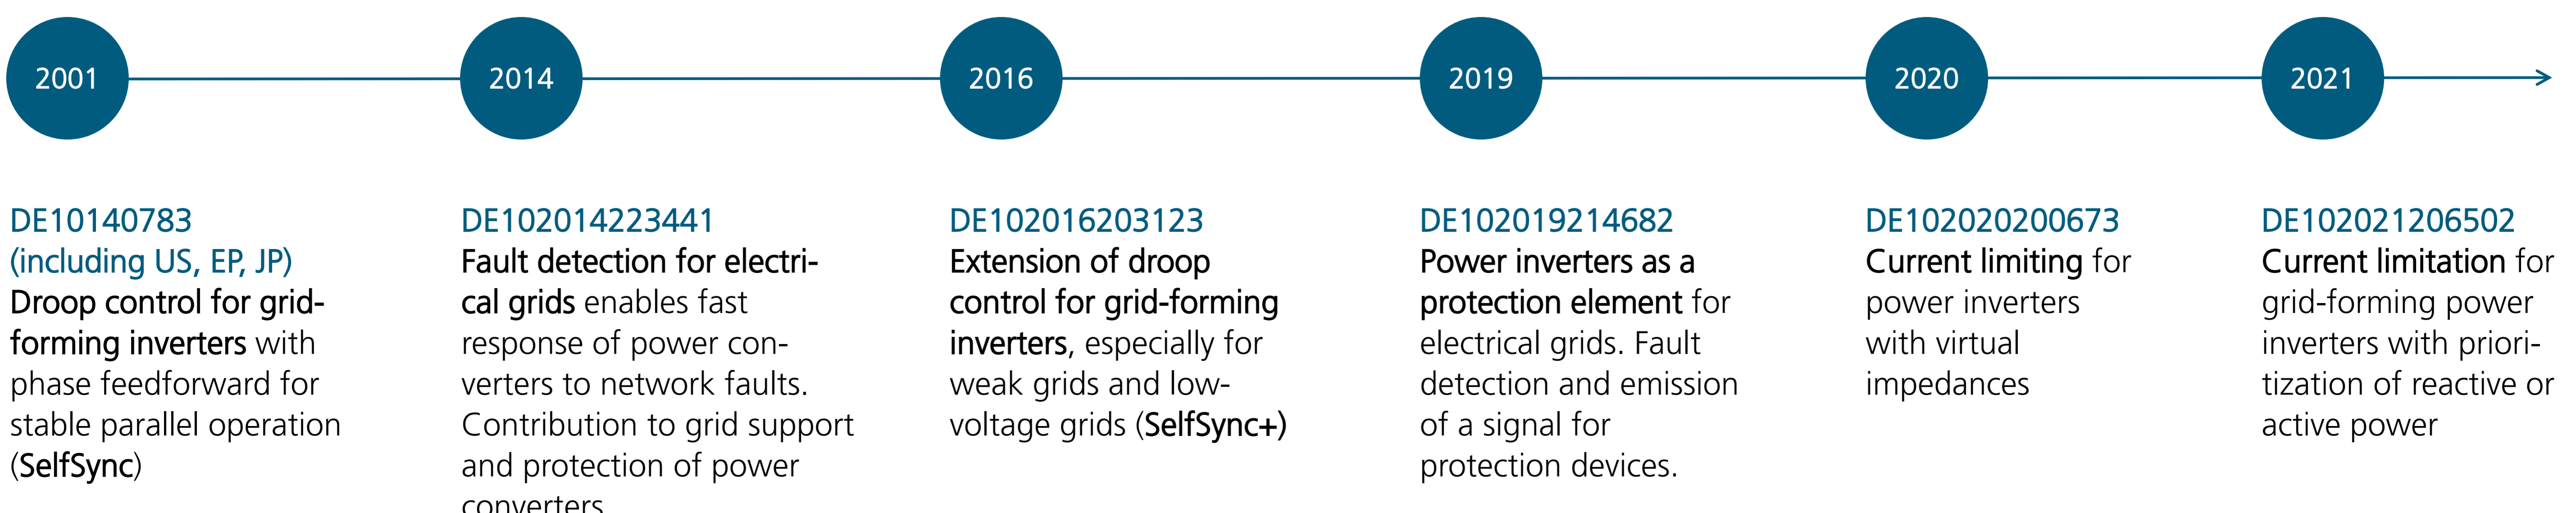 2001
2014
2016
2019
2020
2021
DE10140783
(including US, EP, JP)
Droop control for grid-
forming inverters with
phase feedforward for
stable parallel operation
(SelfSync)
DE102014223441
Fault detection for electri-
cal grids enables fast
response of power con-
verters to network faults.
Contribution to grid support
and protection of power
converters
DE102016203123
Extension of droop
control for grid-forming
inverters, especially for
weak grids and low-
voltage grids (SelfSync+)
DE102019214682
Power inverters as a
protection element for
electrical grids. Fault
detection and emission
of a signal for
protection devices.
DE102020200673
Current limiting for
power inverters
with virtual
impedances
DE102021206502
Current limitation for
grid-forming power
inverters with priori-
tization of reactive or
active power